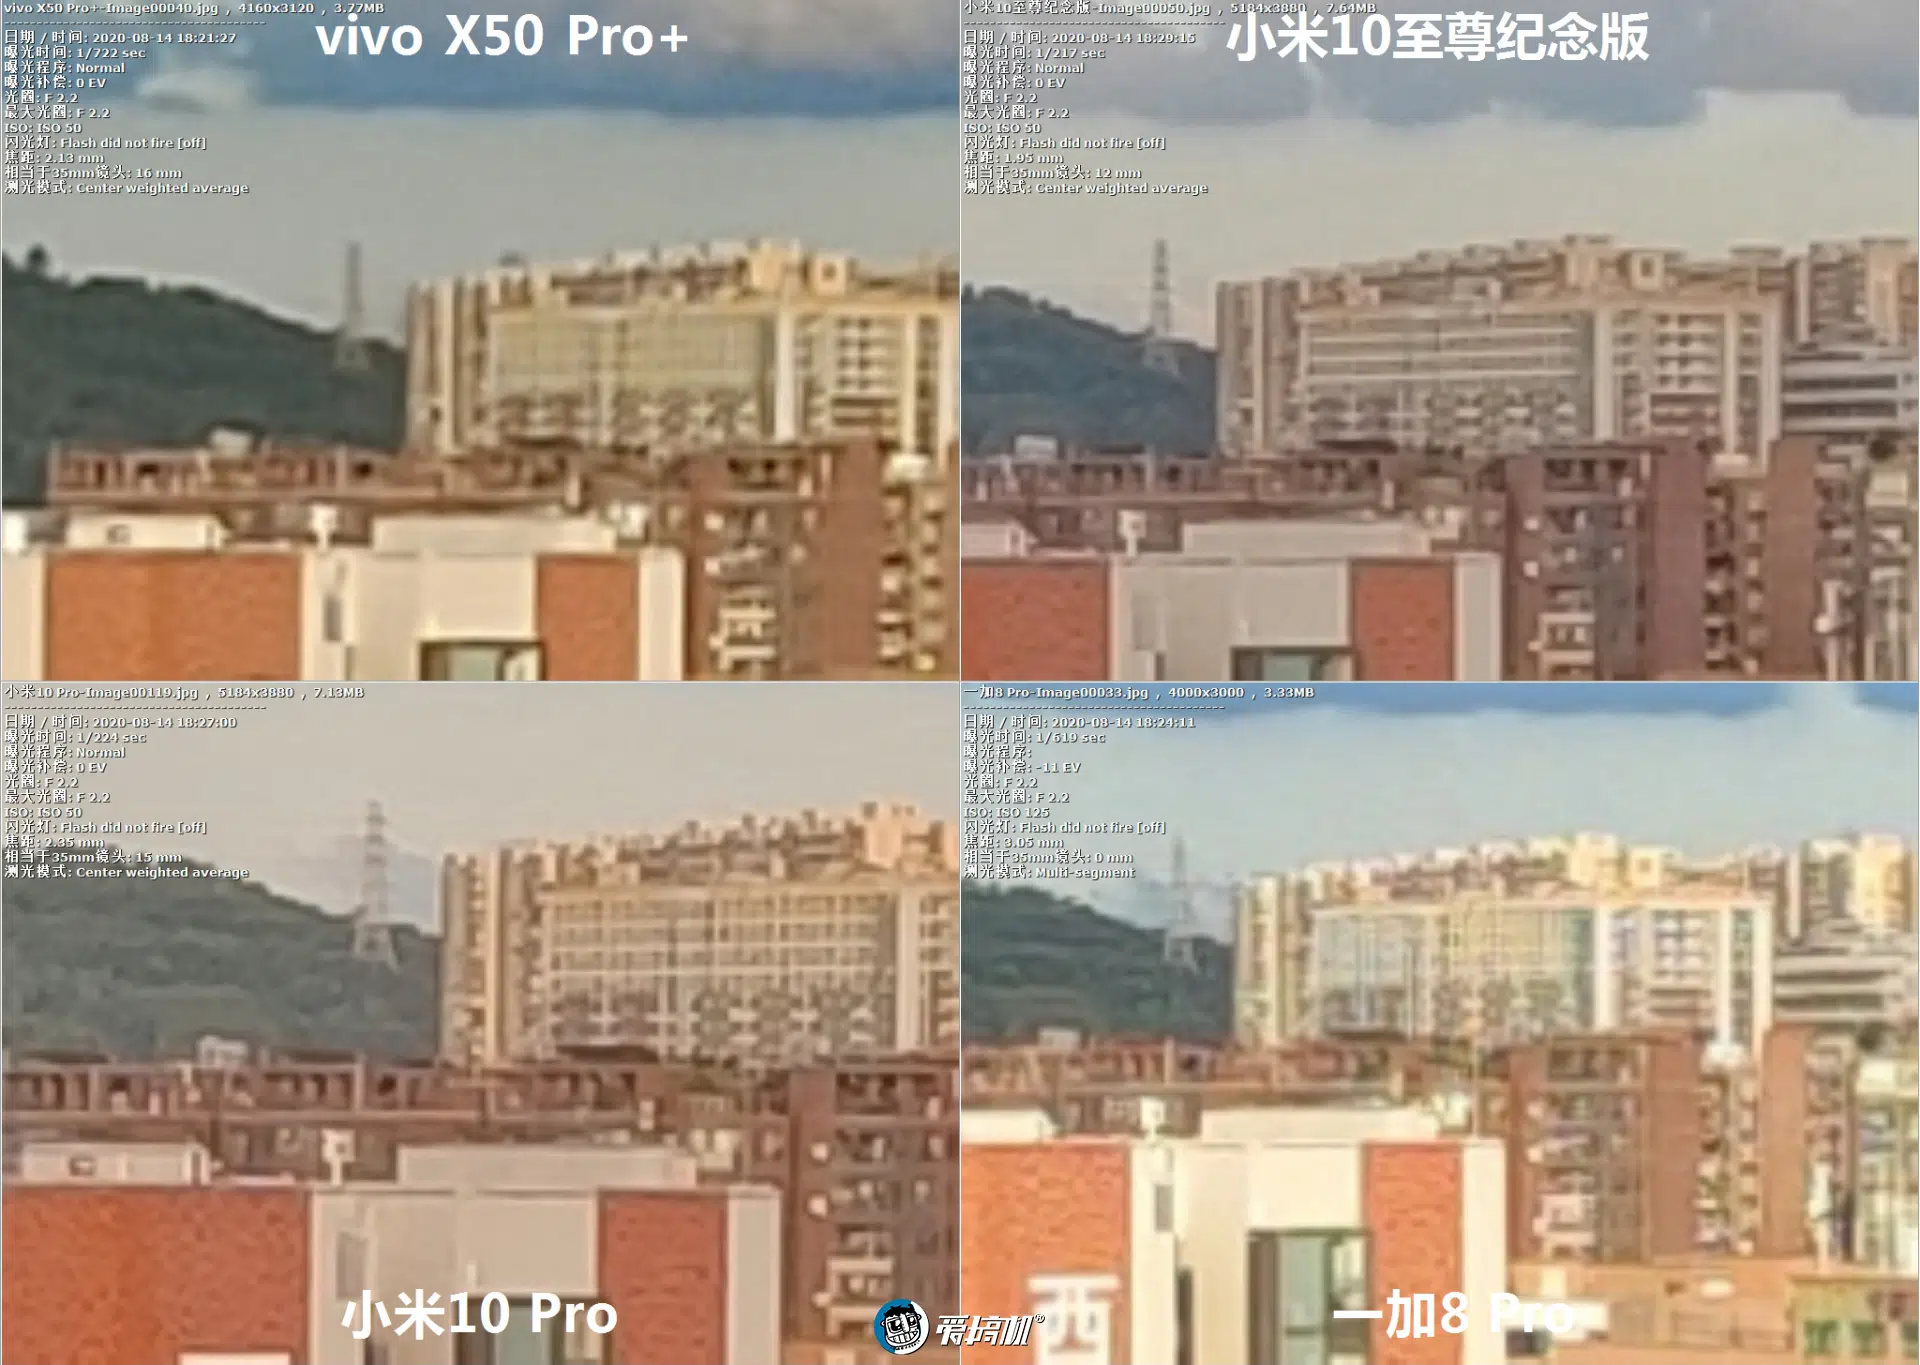 vivo X50 Pro+-Image00040.jpg , 4160x3120 , 3.77MB
日期 / 时间: 2020-08-14 18:21:27
曝光时间: 1/722 sec
曝光程序: Normal
曝光补偿: 0 EV
光圈: F 2.2
最大光圈: F 2.2
ISO: ISO 50
闪光灯: Flash did not fire [off]
焦距: 2.13 mm
相当于35mm镜头: 16 mm
测光模式: Center weighted average
vivo X50 Pro+
小米10至尊纪念版-Image00050.jpg , 5184x3880 , 7.64MB
日期 / 时间: 2020-08-14 18:29:15
曝光时间: 1/217 sec
曝光程序: Normal
曝光补偿: 0 EV
光圈: F 2.2
最大光圈: F 2.2
ISO: ISO 50
闪光灯: Flash did not fire [off]
焦距: 1.95 mm
相当于35mm镜头: 12 mm
测光模式: Center weighted average
小米10至尊纪念版
小米10 Pro-Image00119.jpg , 5184x3880 , 7.13MB
日期 / 时间: 2020-08-14 18:27:00
曝光时间: 1/224 sec
曝光程序: Normal
曝光补偿: 0 EV
光圈: F 2.2
最大光圈: F 2.2
ISO: ISO 50
闪光灯: Flash did not fire [off]
焦距: 2.35 mm
相当于35mm镜头: 15 mm
测光模式: Center weighted average
小米10 Pro
一加8 Pro-Image00033.jpg , 4000x3000 , 3.33MB
日期 / 时间: 2020-08-14 18:24:11
曝光时间: 1/619 sec
曝光程序:
曝光补偿: -11 EV
光圈: F 2.2
最大光圈: F 2.2
ISO: ISO 125
闪光灯: Flash did not fire [off]
焦距: 3.05 mm
相当于35mm镜头: 0 mm
测光模式: Multi-segment
西
一加8 Pro
爱搞机®